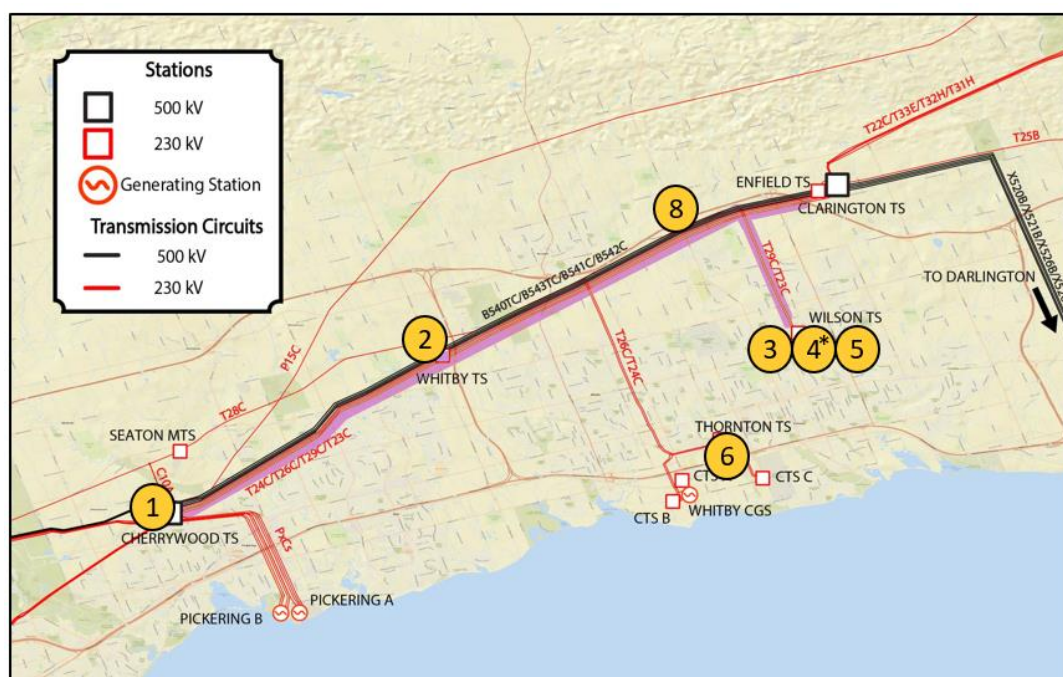 Stations
500 kV
230 kV
Generating Station
Transmission Circuits
500 kV
230 kV
T22C/T33E/T32H/T31H
T25B
ENFIELD TS
CLARINGTON TS
8
B540TC/B543TC/B541C/B542C
T29C/T23C
TO DARLINGTON
P15C
2
WHITBY TS
T26C/T24C
WILSON TS
3
4*
5
T28C
SEATON MTS
T24C/T26C/T29C/T23C
THORNTON TS
6
CTS C
CTS B
WHITBY CGS
1
CHERRYWOOD TS
PxCs
PICKERING B
PICKERING A